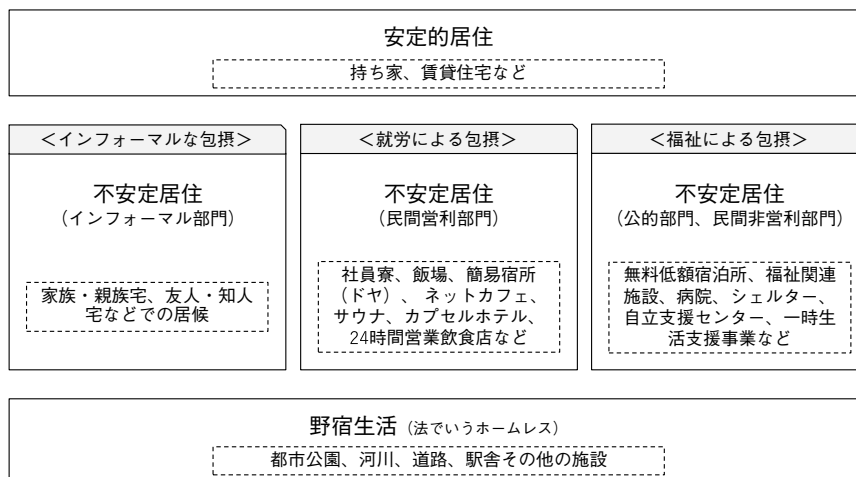 安定的居住
持ち家、賃貸住宅など
＜インフォーマルな包摂＞
不安定居住
（インフォーマル部門）
家族・親族宅、友人・知人
宅などでの居候
＜就労による包摂＞
不安定居住
（民間営利部門）
社員寮、飯場、簡易宿所
（ドヤ）、ネットカフェ、
サウナ、カプセルホテル、
24時間営業飲食店など
＜福祉による包摂＞
不安定居住
（公的部門、民間非営利部門）
無料低額宿泊所、福祉関連
施設、病院、シェルター、
自立支援センター、一時生
活支援事業など
野宿生活（法でいうホームレス）
都市公園、河川、道路、駅舎その他の施設